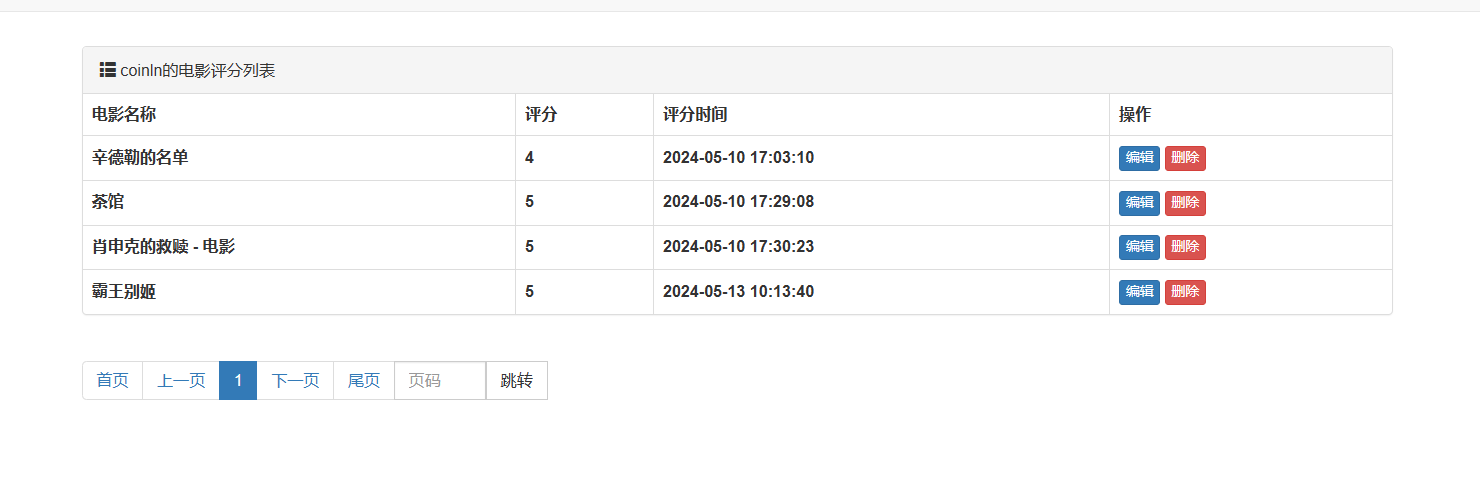 coinln的电影评分列表
电影名称 评分 评分时间 操作
辛德勒的名单 4 2024-05-10 17:03:10 编辑 删除
茶馆 5 2024-05-10 17:29:08 编辑 删除
肖申克的救赎 - 电影 5 2024-05-10 17:30:23 编辑 删除
霸王别姬 5 2024-05-13 10:13:40 编辑 删除
首页 上一页 1 下一页 尾页 页码 跳转